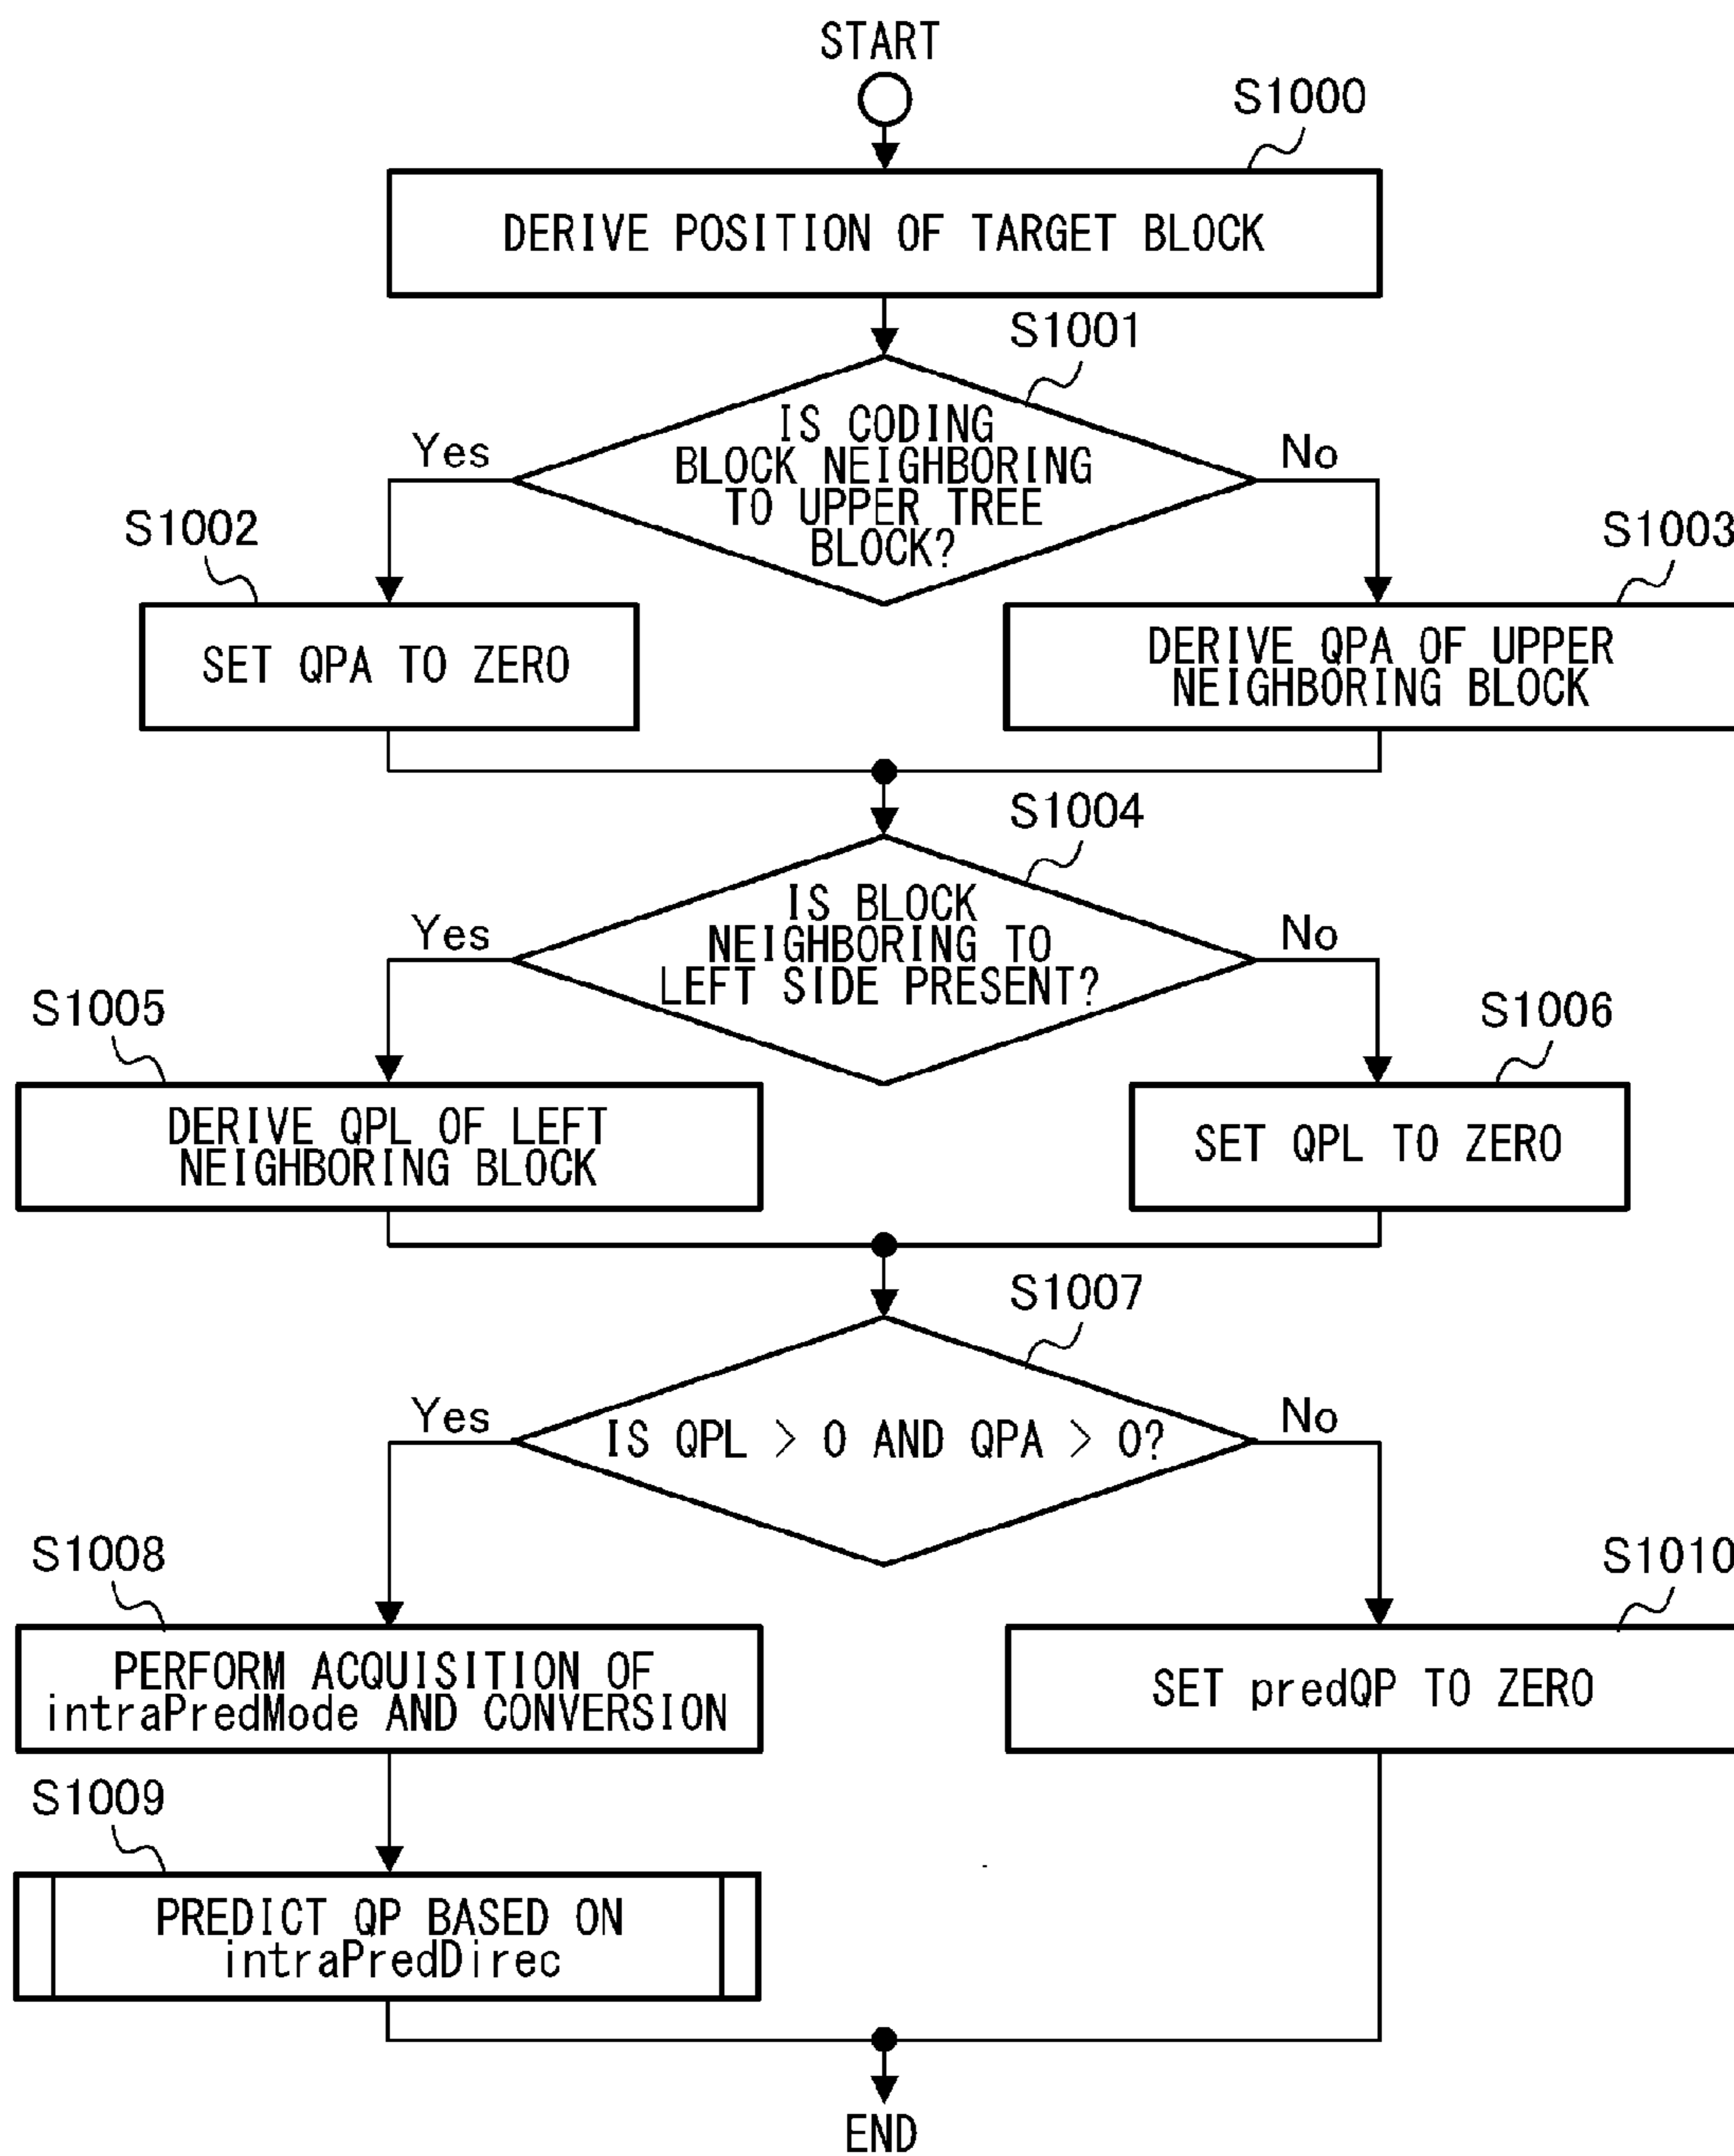 START
S1000
DERIVE POSITION OF TARGET BLOCK
S1001
IS CODING
BLOCK NEIGHBORING
TO UPPER TREE
BLOCK?
Yes
No
S1002
SET QPA TO ZERO
S1003
DERIVE QPA OF UPPER
NEIGHBORING BLOCK
S1004
IS BLOCK
NEIGHBORING TO
LEFT SIDE PRESENT?
Yes
No
S1005
DERIVE QPL OF LEFT
NEIGHBORING BLOCK
S1006
SET QPL TO ZERO
S1007
IS QPL > 0 AND QPA > 0?
Yes
No
S1008
PERFORM ACQUISITION OF
intraPredMode AND CONVERSION
S1010
SET predQP TO ZERO
S1009
PREDICT QP BASED ON
intraPredDirec
END